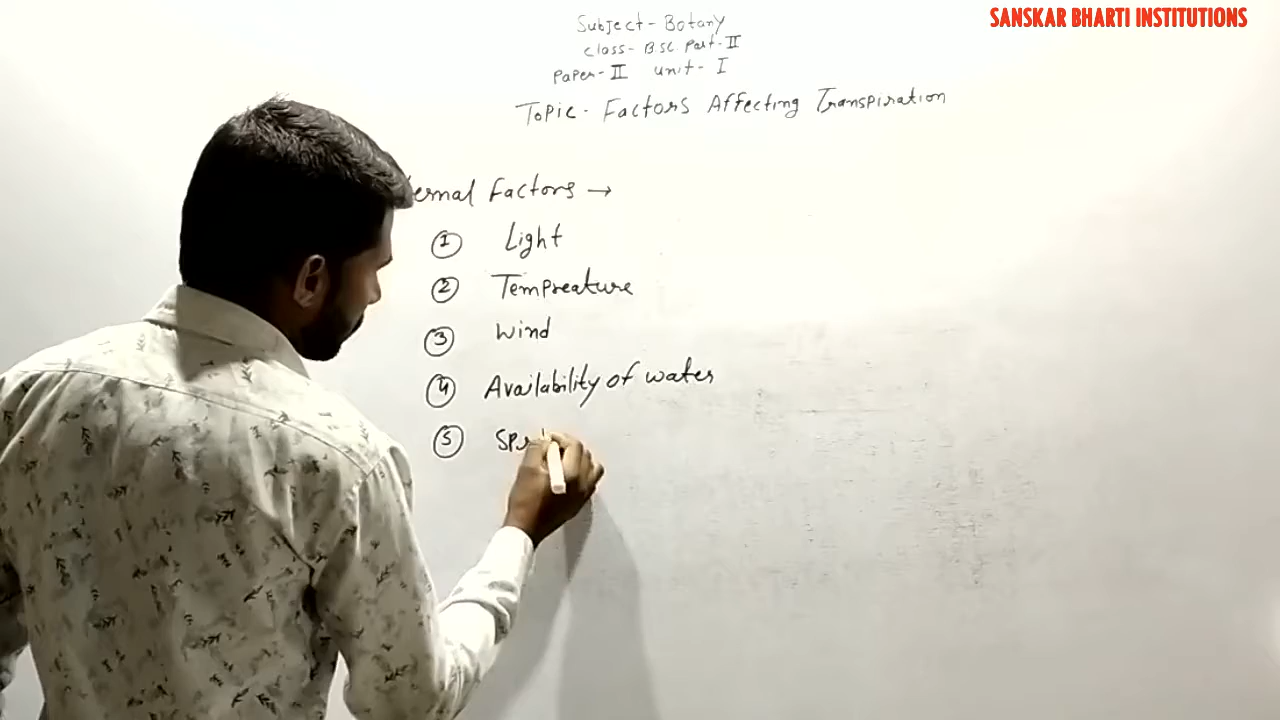 SANSKAR BHARTI INSTITUTIONS
Subject - Botany
Class - B.SC. Part - II
Paper - II Unit - I
Topic - Factors Affecting Transpiration
ernal Factors →
1 Light
2 Tempreature
3 Wind
4 Availability of water
5